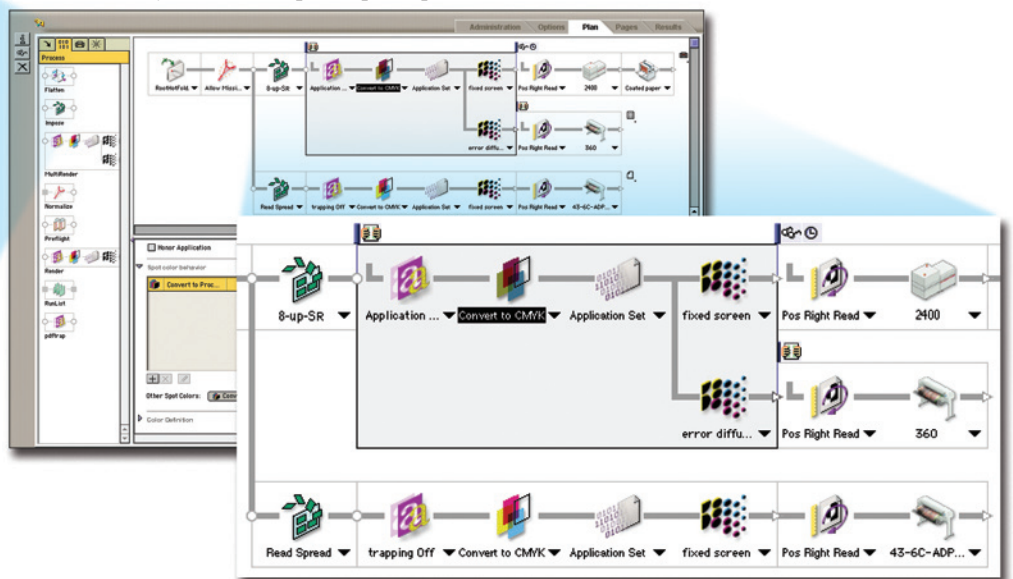 Administration Options Plan Pages Results
Process
Flatten
Impose
MultiRender
Normalize
Preflight
Render
RunList
pdfTrap
RootHotFold. Allow Missi... 8-up-SR Application ... Convert to CMYK Application Set fixed screen Pos Right Read 2400 Coated paper
error diffu... Pos Right Read 360
Read Spread trapping Off Convert to CMYK Application Set fixed screen Pos Right Read 43-6C-ADP...
Honor Application
Spot color behavior
Convert to Proc...
Other Spot Colors:
Color Definition
8-up-SR Application ... Convert to CMYK Application Set fixed screen Pos Right Read 2400
error diffu... Pos Right Read 360
Read Spread trapping Off Convert to CMYK Application Set fixed screen Pos Right Read 43-6C-ADP...